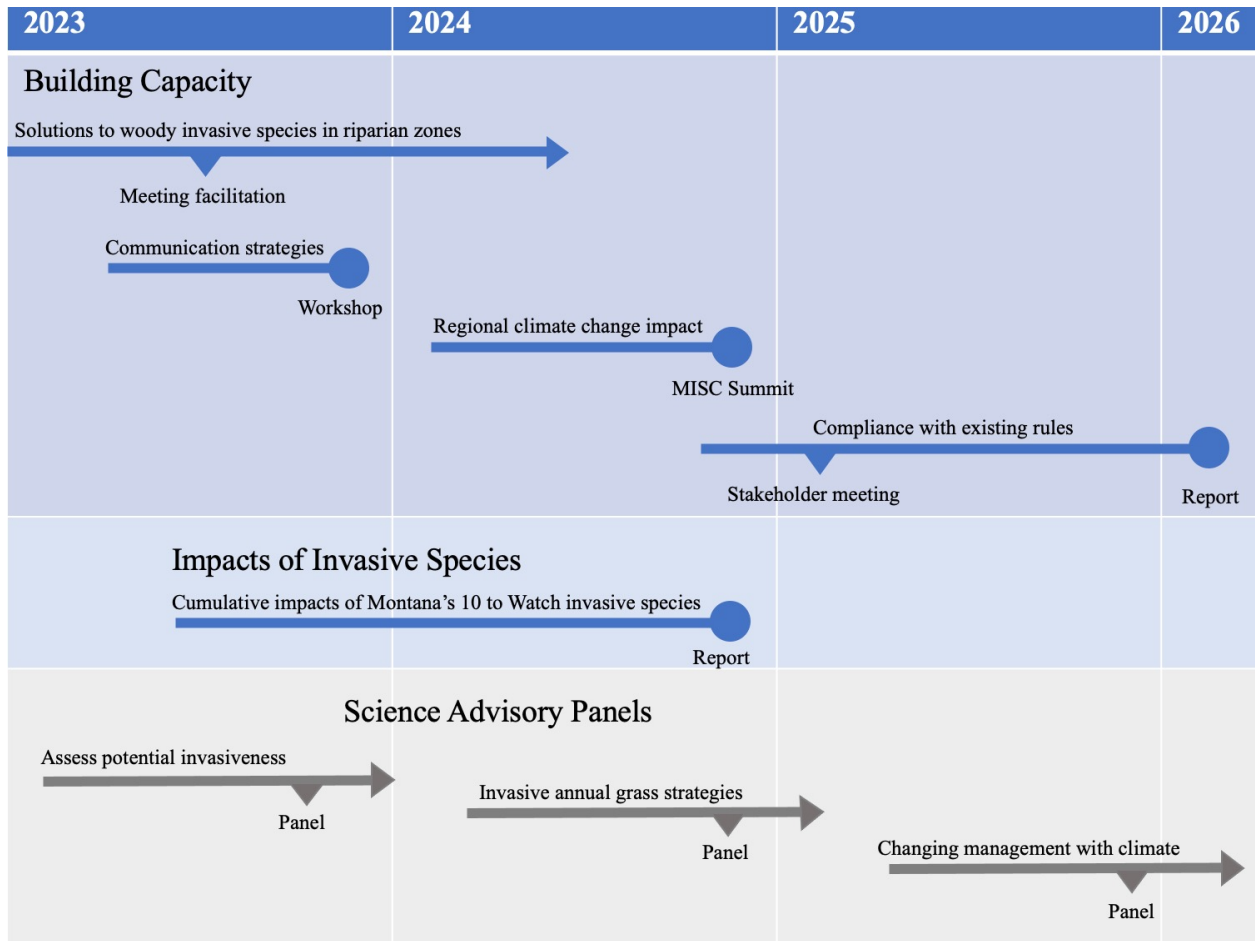 2023
2024
2025
2026
Building Capacity
Solutions to woody invasive species in riparian zones
Meeting facilitation
Communication strategies
Workshop
Regional climate change impact
MISC Summit
Compliance with existing rules
Stakeholder meeting
Report
Impacts of Invasive Species
Cumulative impacts of Montana’s 10 to Watch invasive species
Report
Science Advisory Panels
Assess potential invasiveness
Panel
Invasive annual grass strategies
Panel
Changing management with climate
Panel